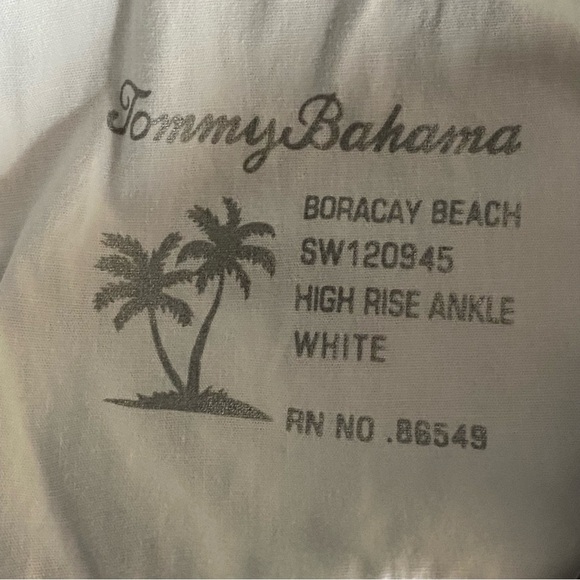 Tommy Bahama
BORACAY BEACH
SW120945
HIGH RISE ANKLE
WHITE
RN NO .86549